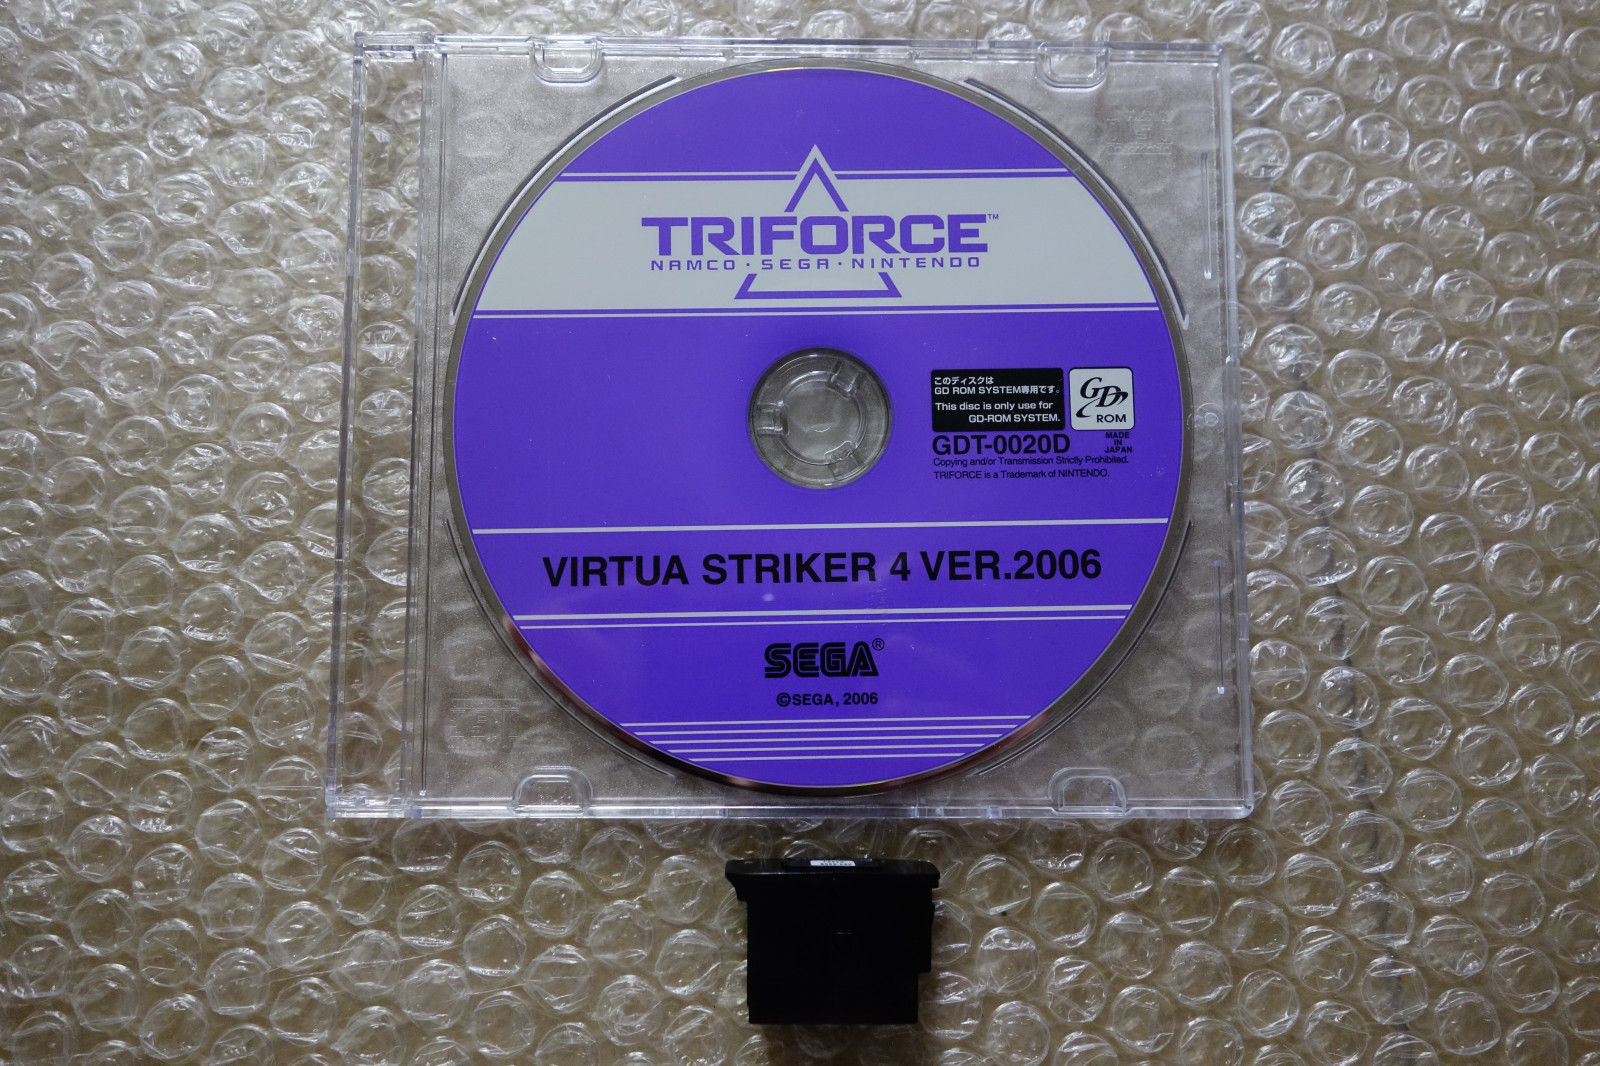 TRIFORCE™
NAMCO · SEGA · NINTENDO
このディスクは
GD ROM SYSTEM専用です。
This disc is only use for
GD-ROM SYSTEM.
GD
ROM
GDT-0020D
MADE
IN
JAPAN
Copying and/or Transmission Strictly Prohibited.
TRIFORCE is a Trademark of NINTENDO.
VIRTUA STRIKER 4 VER.2006
SEGA®
©SEGA, 2006